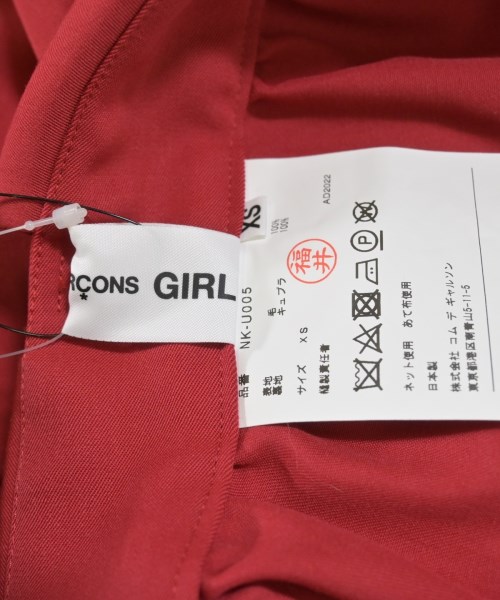 RÇONS GIRL
XS
品番 NK-U005
表地 毛 100%
裏地 キュプラ 100%
サイズ XS
縫製責任者 福井
AD2022
ネット使用 あて布使用
日本製
株式会社 コム デ ギャルソン
東京都港区南青山5-11-5